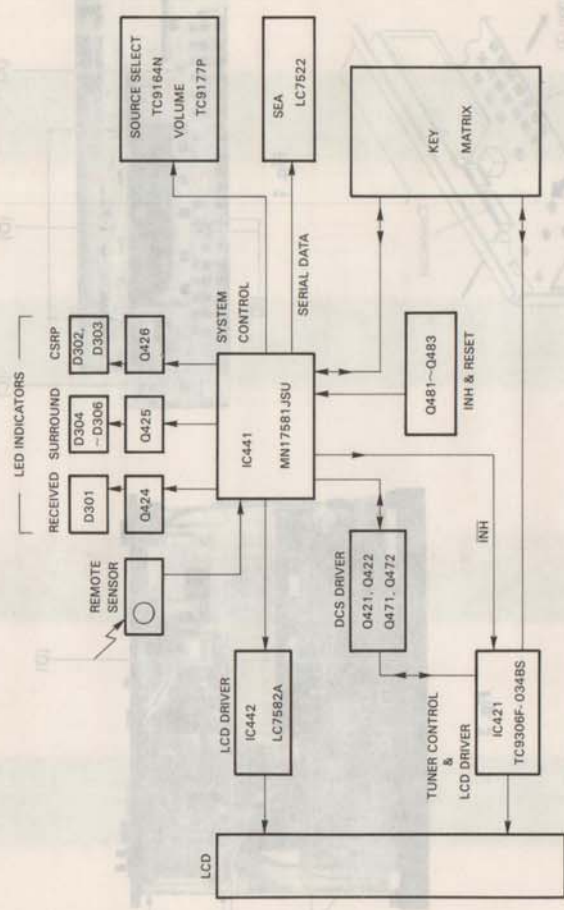 LED INDICATORS
RECEIVED
SURROUND
CSRP
D301
D304
~D306
D302,
D303
Q424
Q425
Q426
REMOTE
SENSOR
SOURCE SELECT
TC9164N
VOLUME
TC9177P
SEA
LC7522
KEY
MATRIX
SYSTEM
CONTROL
SERIAL DATA
IC441
MN17581JSU
LCD DRIVER
IC442
LC7582A
DCS DRIVER
Q421, Q422
Q471, Q472
Q481~Q483
INH & RESET
INH
TUNER CONTROL
&
LCD DRIVER
IC421
TC9306F-034BS
LCD